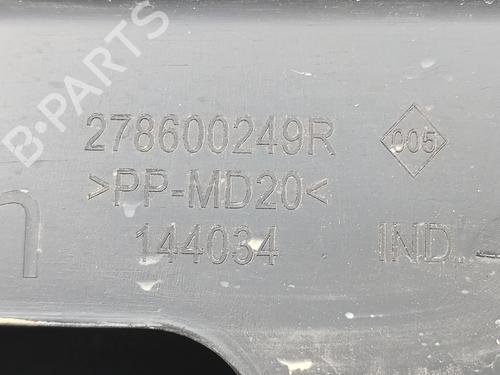 B-PARTS
278600249R
005
>PP-MD20<
144034
IND